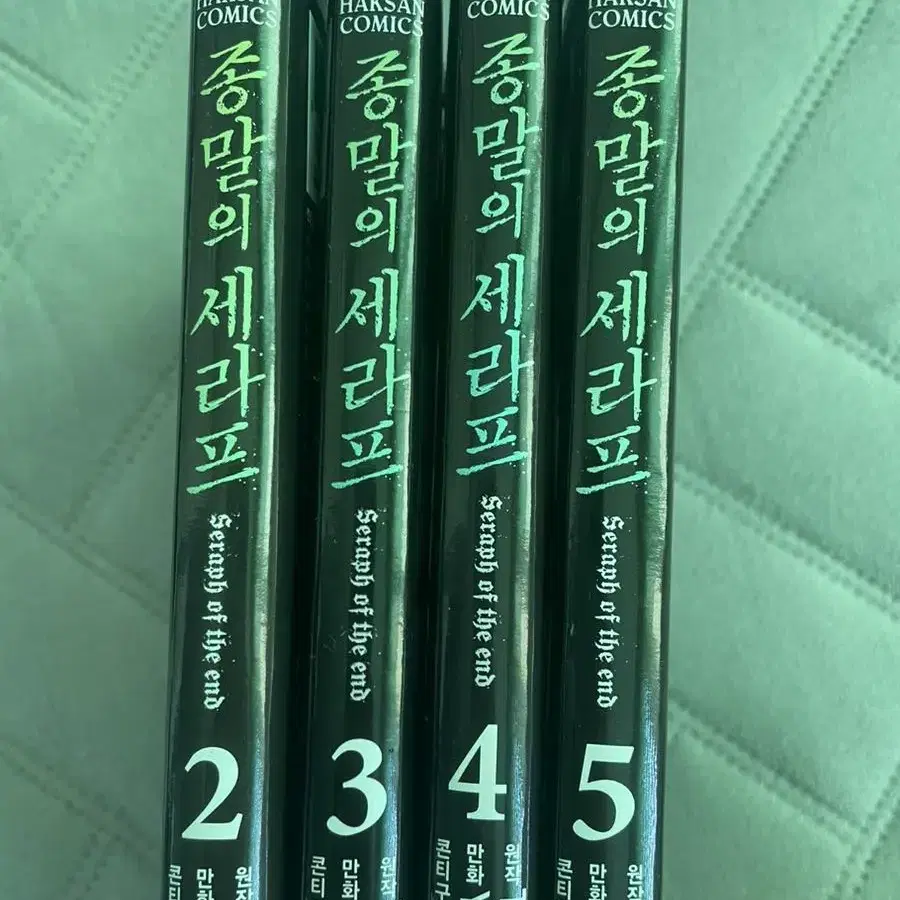 HAKSAN
COMICS
종말의 세라프
Seraph of the end
2
원작
만화
콘티
HAKSAN
COMICS
종말의 세라프
Seraph of the end
3
원작
만화
콘티
COMICS
종말의 세라프
Seraph of the end
4
원작
만화
콘티
HAKSAN
COMICS
종말의 세라프
Seraph of the end
5
원작
만화
콘티